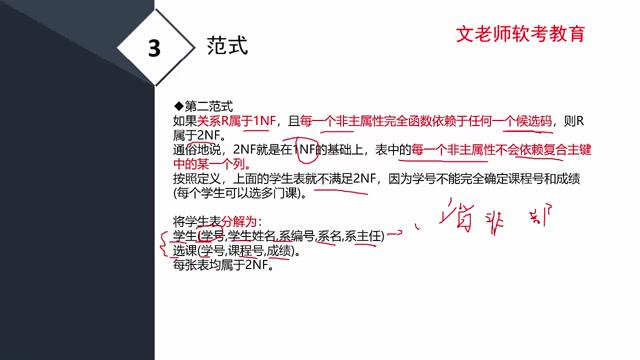 3
范式
文老师软考教育
◆第二范式
如果关系R属于1NF，且每一个非主属性完全函数依赖于任何一个候选码，则R
属于2NF。
通俗地说，2NF就是在1NF的基础上，表中的每一个非主属性不会依赖复合主键
中的某一个列。
按照定义，上面的学生表就不满足2NF，因为学号不能完全确定课程号和成绩
(每个学生可以选多门课)。
将学生表分解为：
学生(学号,学生姓名,系编号,系名,系主任)
选课(学号,课程号,成绩)。
每张表均属于2NF。